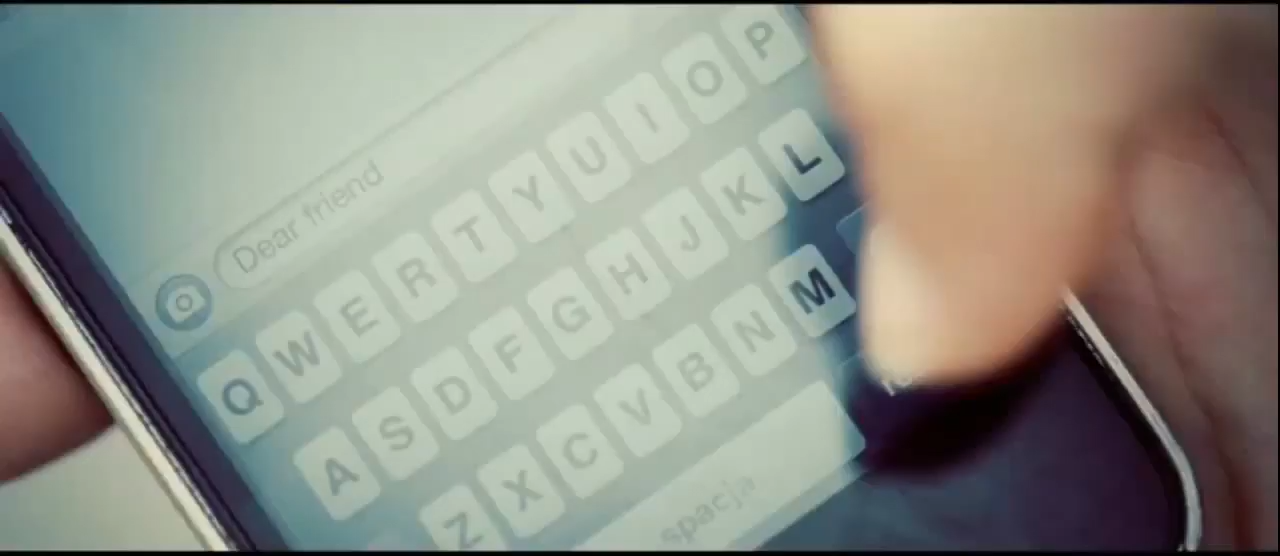 Dear friend
Q W E R T Y U I O P
A S D F G H J K L
Z X C V B N M
spacja